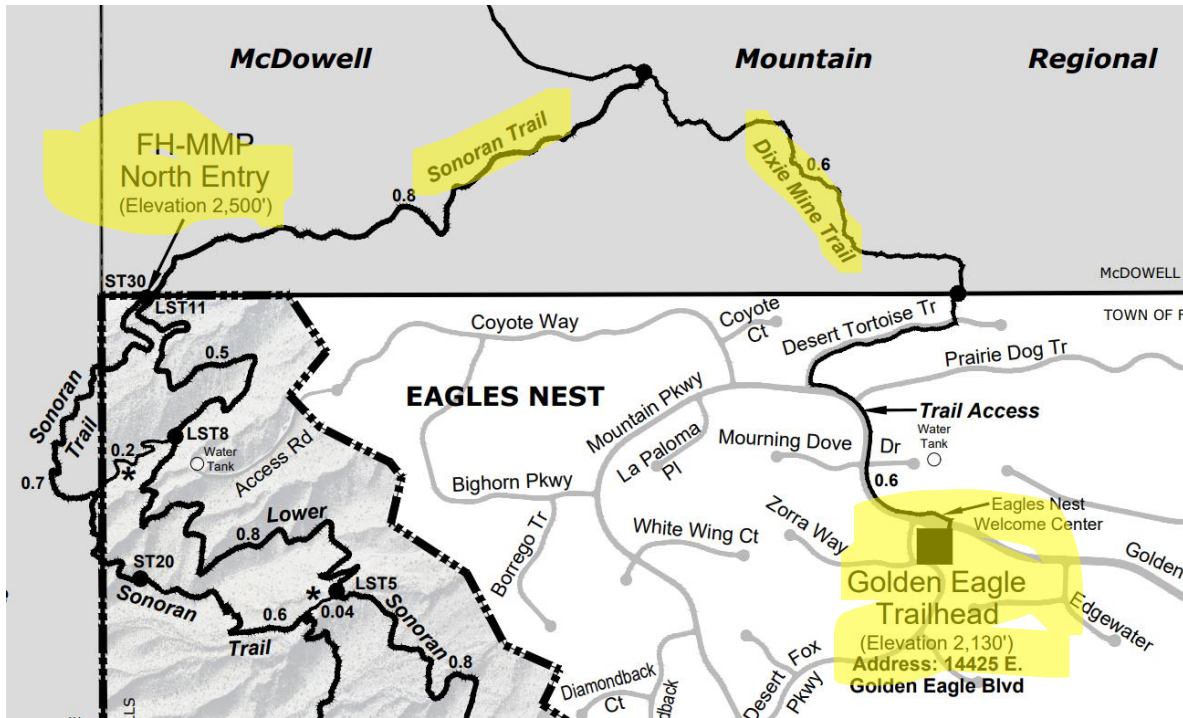 McDowell Mountain Regional
FH-MMP
North Entry
(Elevation 2,500')
Sonoran Trail
0.8
Dixie Mine Trail
0.6
ST30
LST11
McDOWELL
TOWN OF F
Coyote Way
Coyote
Ct
Desert Tortoise Tr
Prairie Dog Tr
0.5
EAGLES NEST
Mountain Pkwy
Trail Access
Sonoran
Trail
LST8
Water
Tank
Access Rd
0.2
*
0.7
La Paloma
Pl
Mourning Dove Dr
Water
Tank
0.6
Bighorn Pkwy
Eagles Nest
Welcome Center
Lower
0.8
Borrego Tr
White Wing Ct
Zorra Way
Golden
ST20
LST5
*
0.04
0.6
Sonoran
Trail
Sonoran
0.8
Golden Eagle
Trailhead
(Elevation 2,130')
Address: 14425 E.
Golden Eagle Blvd
Edgewater
Diamondback
Ct
dback
Desert Fox
Pkwy
LLS